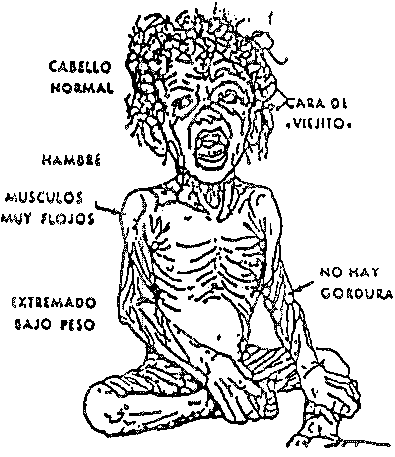 CABELLO
NORMAL
CARA DE
"VIEJITO"
HAMBRE
MUSCULOS
MUY FLOJOS
NO HAY
GORDURA
EXTREMADO
BAJO PESO